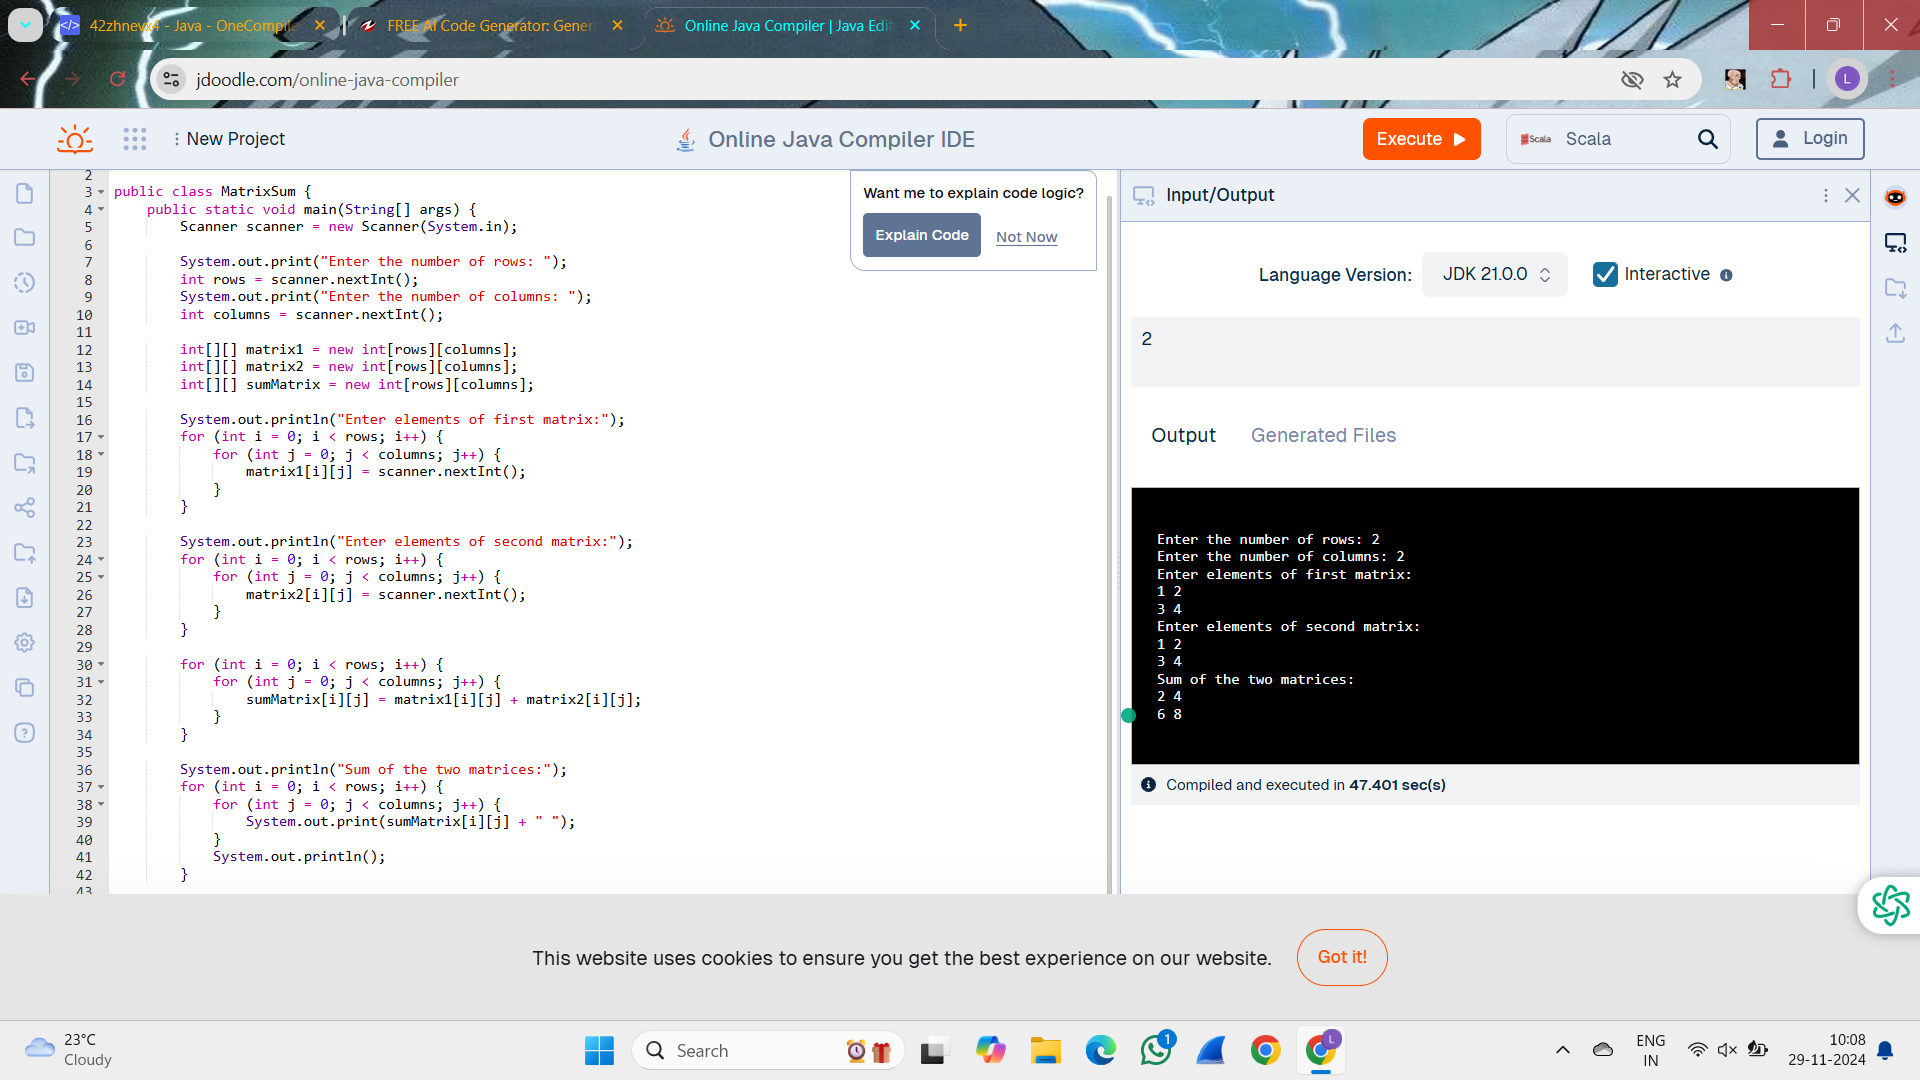 42zhnevx4 - Java - OneCompile
FREE AI Code Generator: Gener
Online Java Compiler | Java Edit
jdoodle.com/online-java-compiler
L
New Project
Online Java Compiler IDE
Execute
Scala
Scala
Login
2
3
public class MatrixSum {
4
public static void main(String[] args) {
5
Scanner scanner = new Scanner(System.in);
6
7
System.out.print("Enter the number of rows: ");
8
int rows = scanner.nextInt();
9
System.out.print("Enter the number of columns: ");
10
int columns = scanner.nextInt();
11
12
int[][] matrix1 = new int[rows][columns];
13
int[][] matrix2 = new int[rows][columns];
14
int[][] sumMatrix = new int[rows][columns];
15
16
System.out.println("Enter elements of first matrix:");
17
for (int i = 0; i < rows; i++) {
18
for (int j = 0; j < columns; j++) {
19
matrix1[i][j] = scanner.nextInt();
20
}
21
}
22
23
System.out.println("Enter elements of second matrix:");
24
for (int i = 0; i < rows; i++) {
25
for (int j = 0; j < columns; j++) {
26
matrix2[i][j] = scanner.nextInt();
27
}
28
}
29
30
for (int i = 0; i < rows; i++) {
31
for (int j = 0; j < columns; j++) {
32
sumMatrix[i][j] = matrix1[i][j] + matrix2[i][j];
33
}
34
}
35
36
System.out.println("Sum of the two matrices:");
37
for (int i = 0; i < rows; i++) {
38
for (int j = 0; j < columns; j++) {
39
System.out.print(sumMatrix[i][j] + " ");
40
}
41
System.out.println();
42
}
43
Want me to explain code logic?
Explain Code
Not Now
Input/Output
Language Version:
JDK 21.0.0
Interactive
2
Output
Generated Files
Enter the number of rows: 2
Enter the number of columns: 2
Enter elements of first matrix:
1 2
3 4
Enter elements of second matrix:
1 2
3 4
Sum of the two matrices:
2 4
6 8
Compiled and executed in 47.401 sec(s)
This website uses cookies to ensure you get the best experience on our website.
Got it!
23°C
Cloudy
Search
1
L
ENG
IN
10:08
29-11-2024